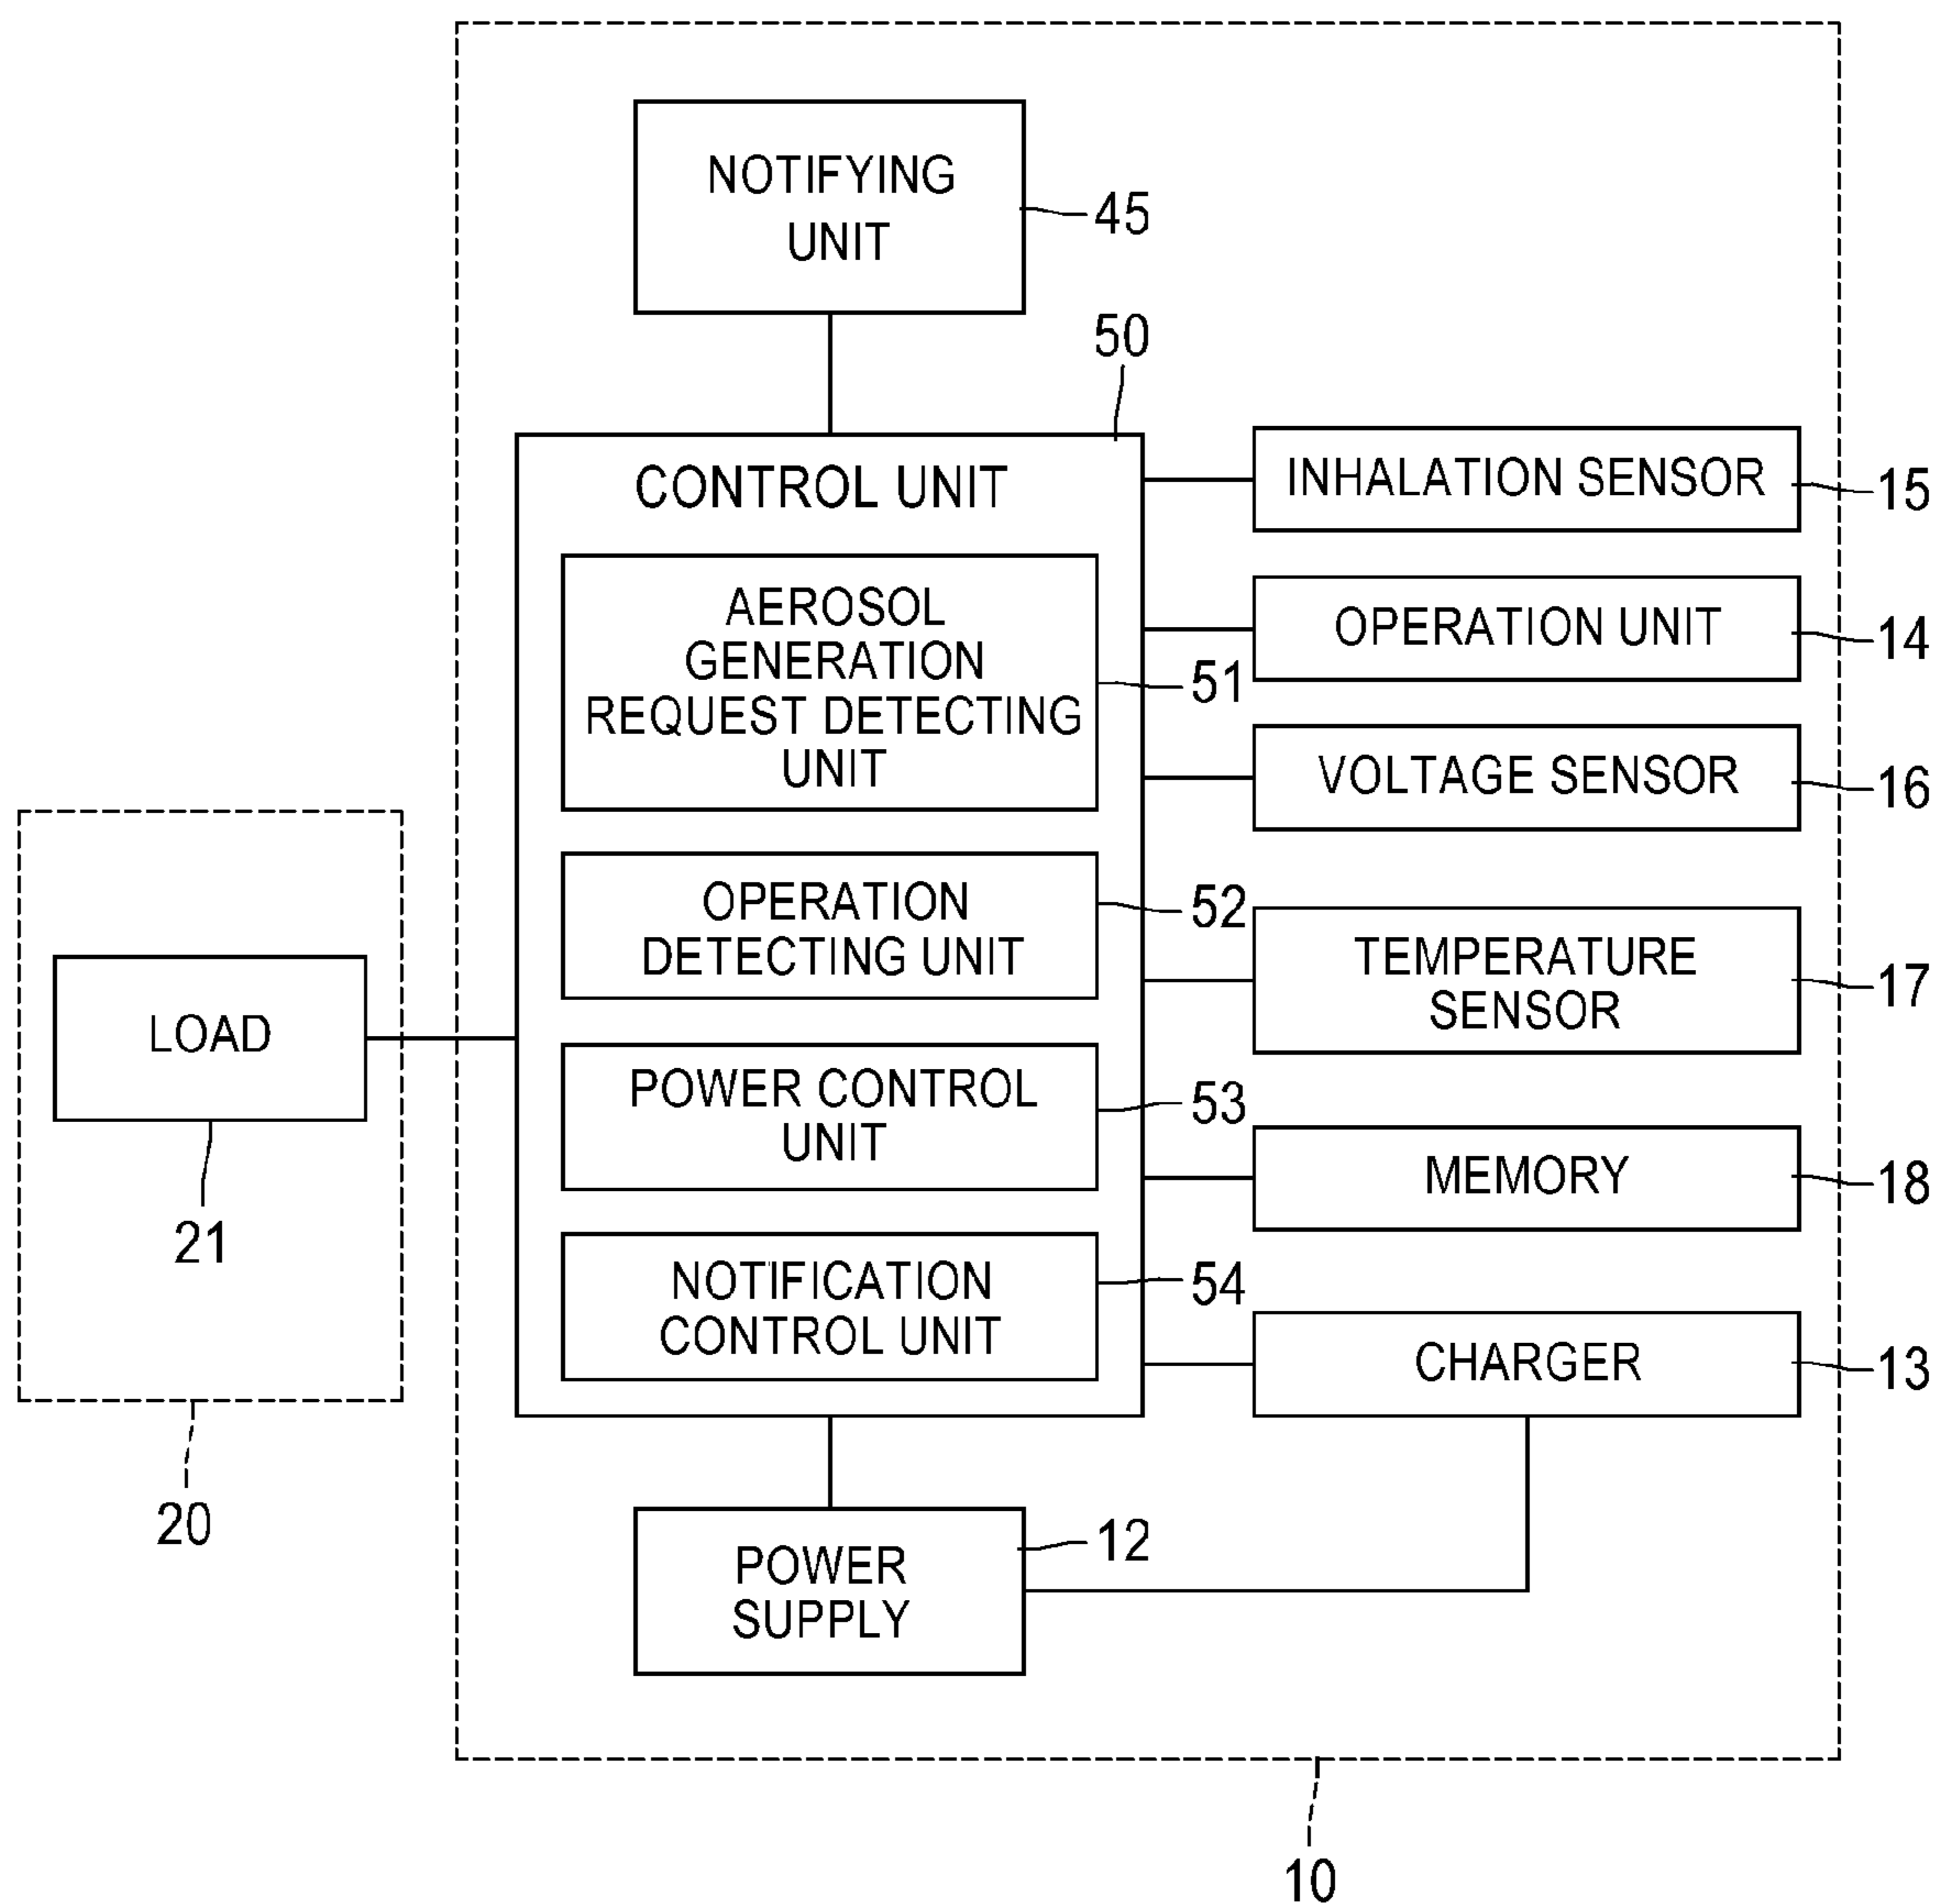 NOTIFYING
UNIT
45
50
CONTROL UNIT
INHALATION SENSOR
15
AEROSOL
GENERATION
REQUEST DETECTING
UNIT
51
OPERATION UNIT
14
VOLTAGE SENSOR
16
OPERATION
DETECTING UNIT
52
TEMPERATURE
SENSOR
17
LOAD
21
POWER CONTROL
UNIT
53
MEMORY
18
NOTIFICATION
CONTROL UNIT
54
CHARGER
13
20
POWER
SUPPLY
12
10